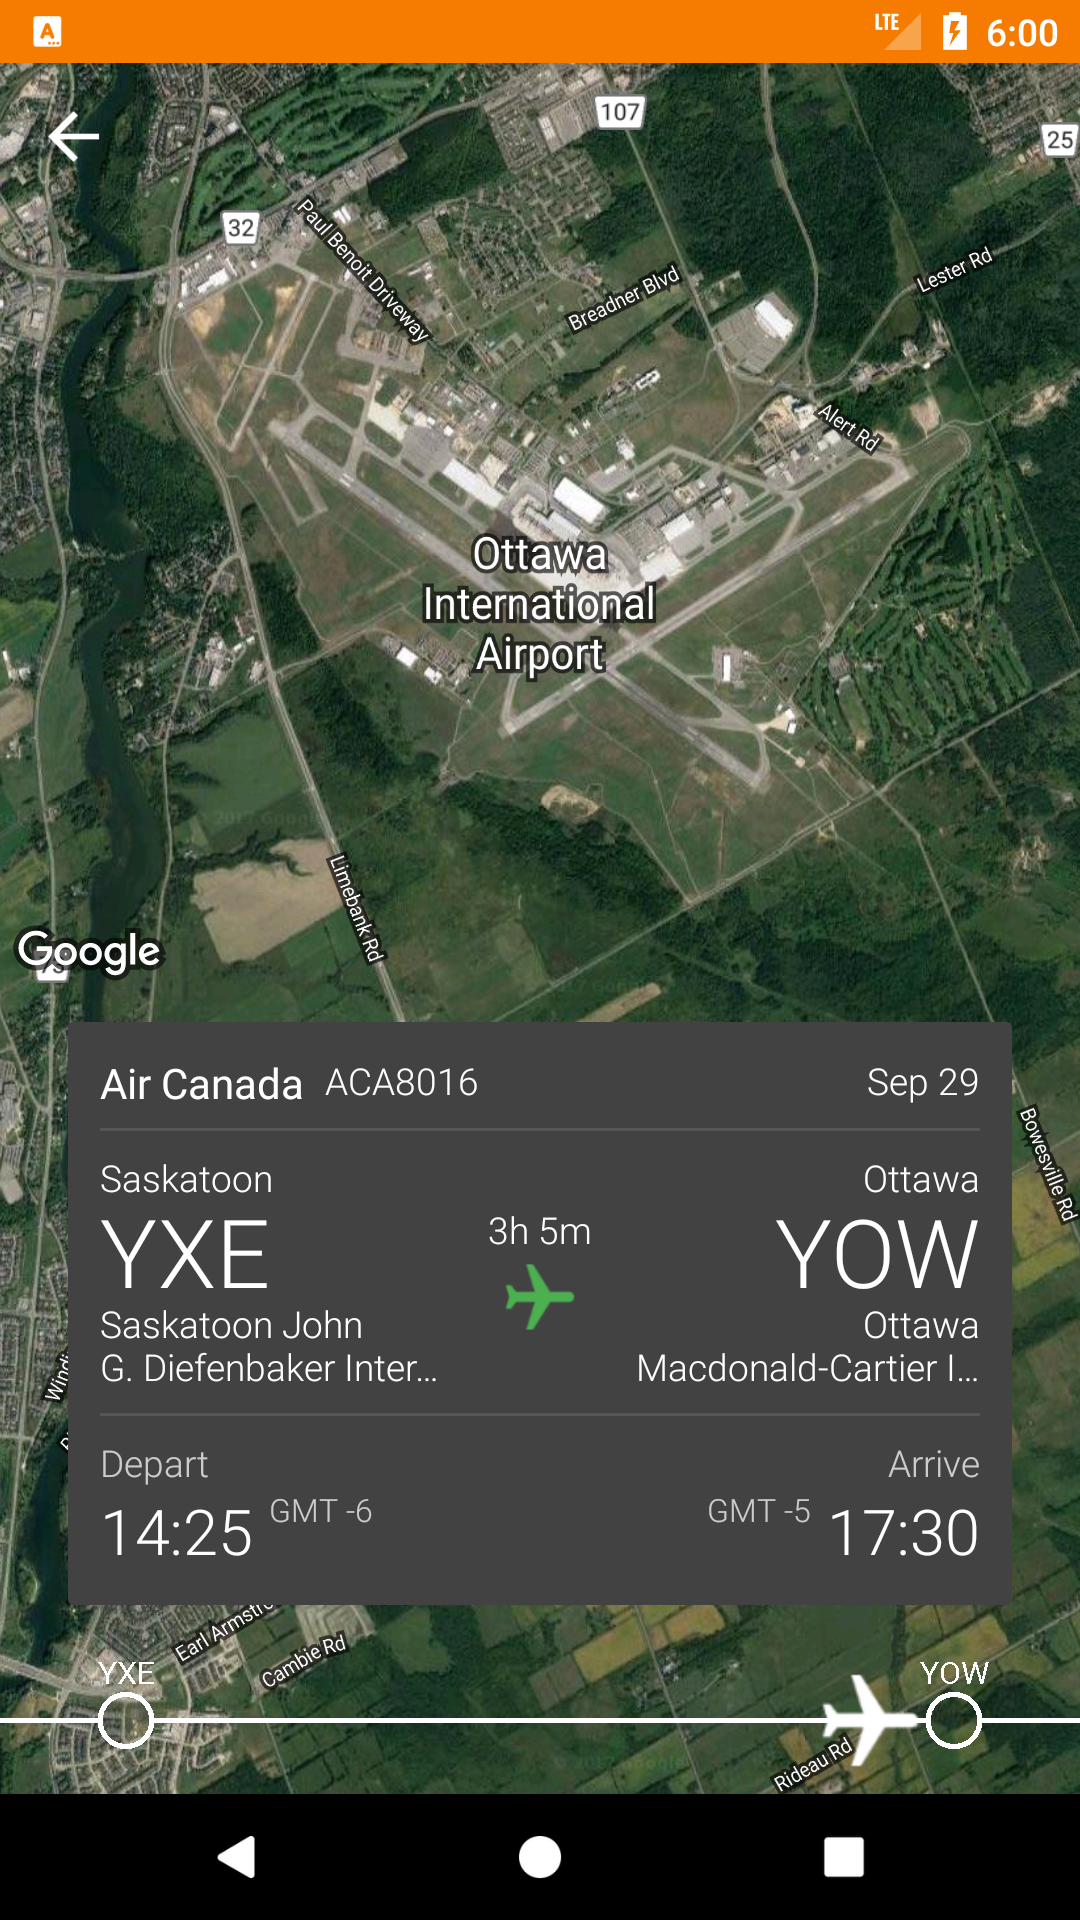 A
LTE
6:00
107
25
32
Paul Benoit Driveway
Breadner Blvd
Lester Rd
Alert Rd
Ottawa
International
Airport
Limebank Rd
Google
Air Canada ACA8016 Sep 29
Bowesville Rd
Saskatoon Ottawa
YXE 3h 5m YOW
Saskatoon John Ottawa
G. Diefenbaker Inter... Macdonald-Cartier I...
Depart Arrive
14:25 GMT -6 GMT -5 17:30
Earl Armstro
Cambie Rd
YXE YOW
Rideau Rd